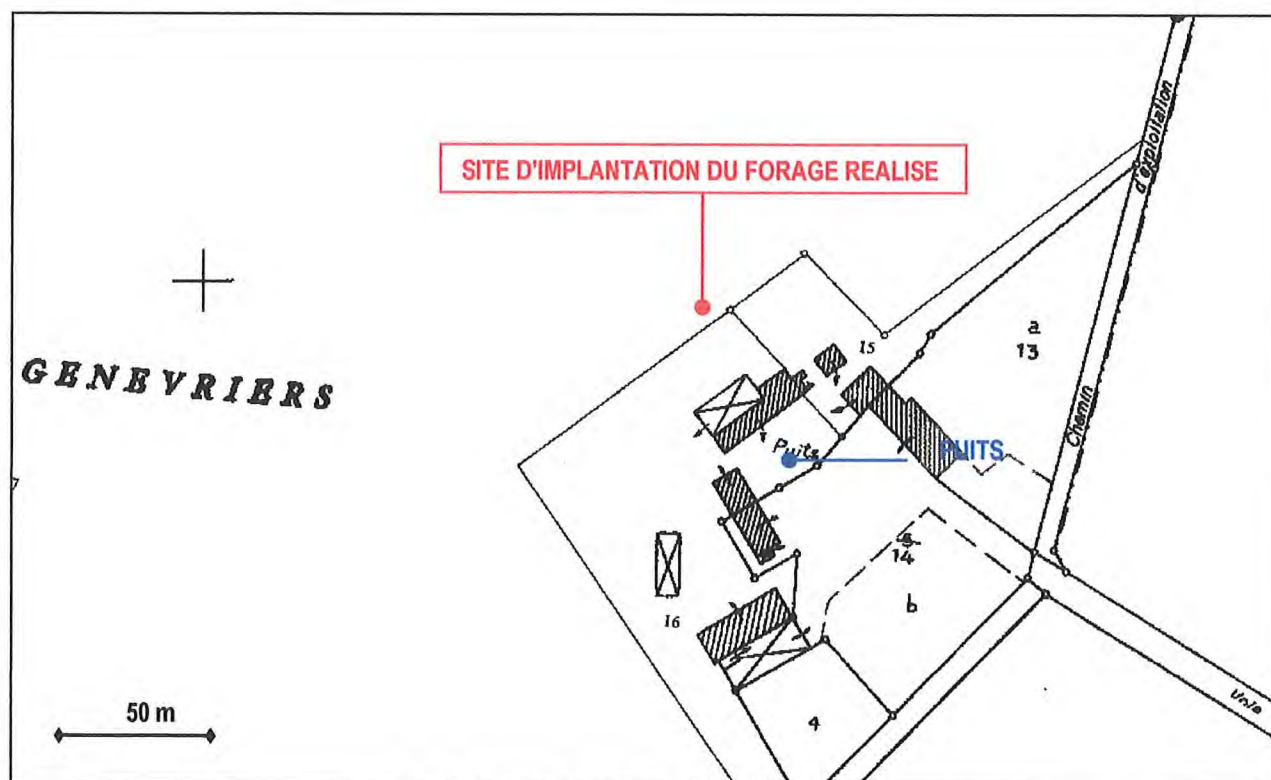 SITE D'IMPLANTATION DU FORAGE REALISE
Chemin d'exploitation
GENEVRIERS
15
a
13
Puits
PUITS
14
b
16
50 m
4